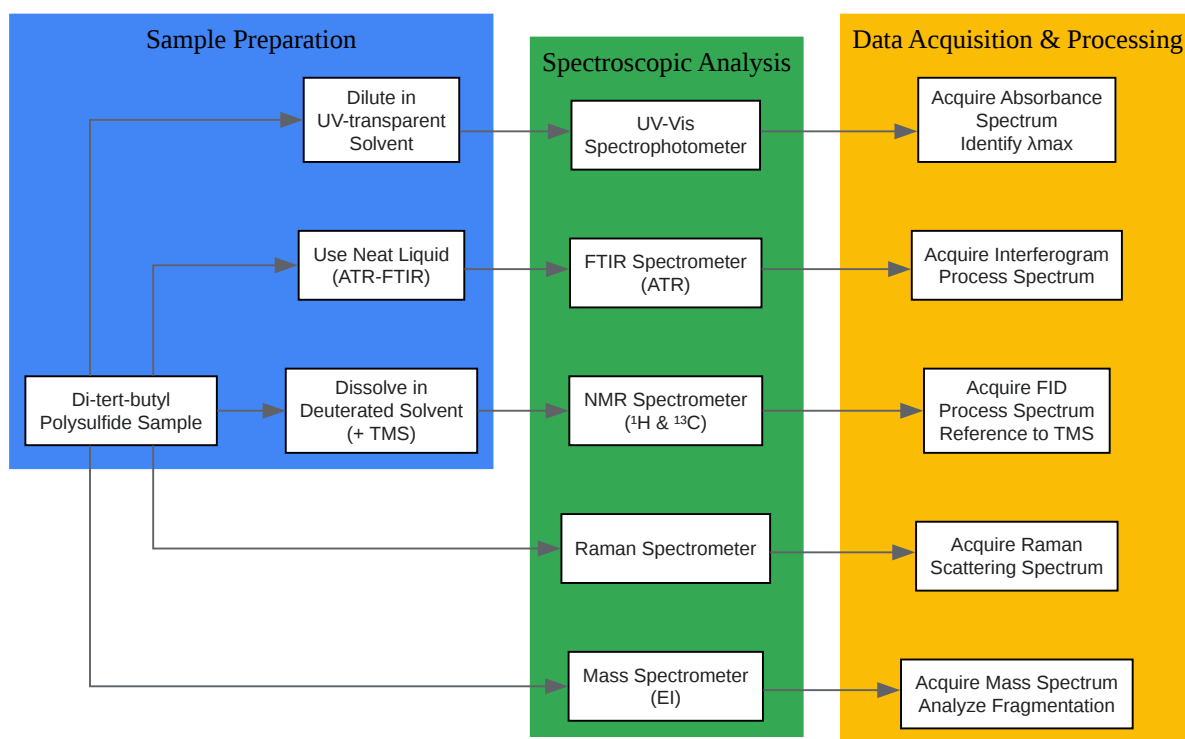 Sample Preparation
Dilute in
UV-transparent
Solvent
Use Neat Liquid
(ATR-FTIR)
Di-tert-butyl
Polysulfide Sample
Dissolve in
Deuterated Solvent
(+ TMS)
Spectroscopic Analysis
UV-Vis
Spectrophotometer
FTIR Spectrometer
(ATR)
NMR Spectrometer
(¹H & ¹³C)
Raman Spectrometer
Mass Spectrometer
(EI)
Data Acquisition & Processing
Acquire Absorbance
Spectrum
Identify λmax
Acquire Interferogram
Process Spectrum
Acquire FID
Process Spectrum
Reference to TMS
Acquire Raman
Scattering Spectrum
Acquire Mass Spectrum
Analyze Fragmentation